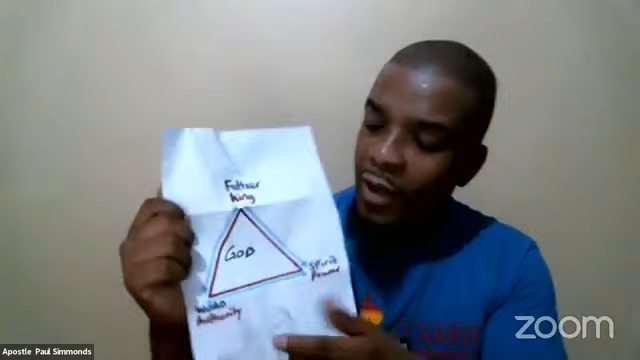 Father
King
GOD
Spirit
Power
Authority
zoom
Apostle Paul Simmonds